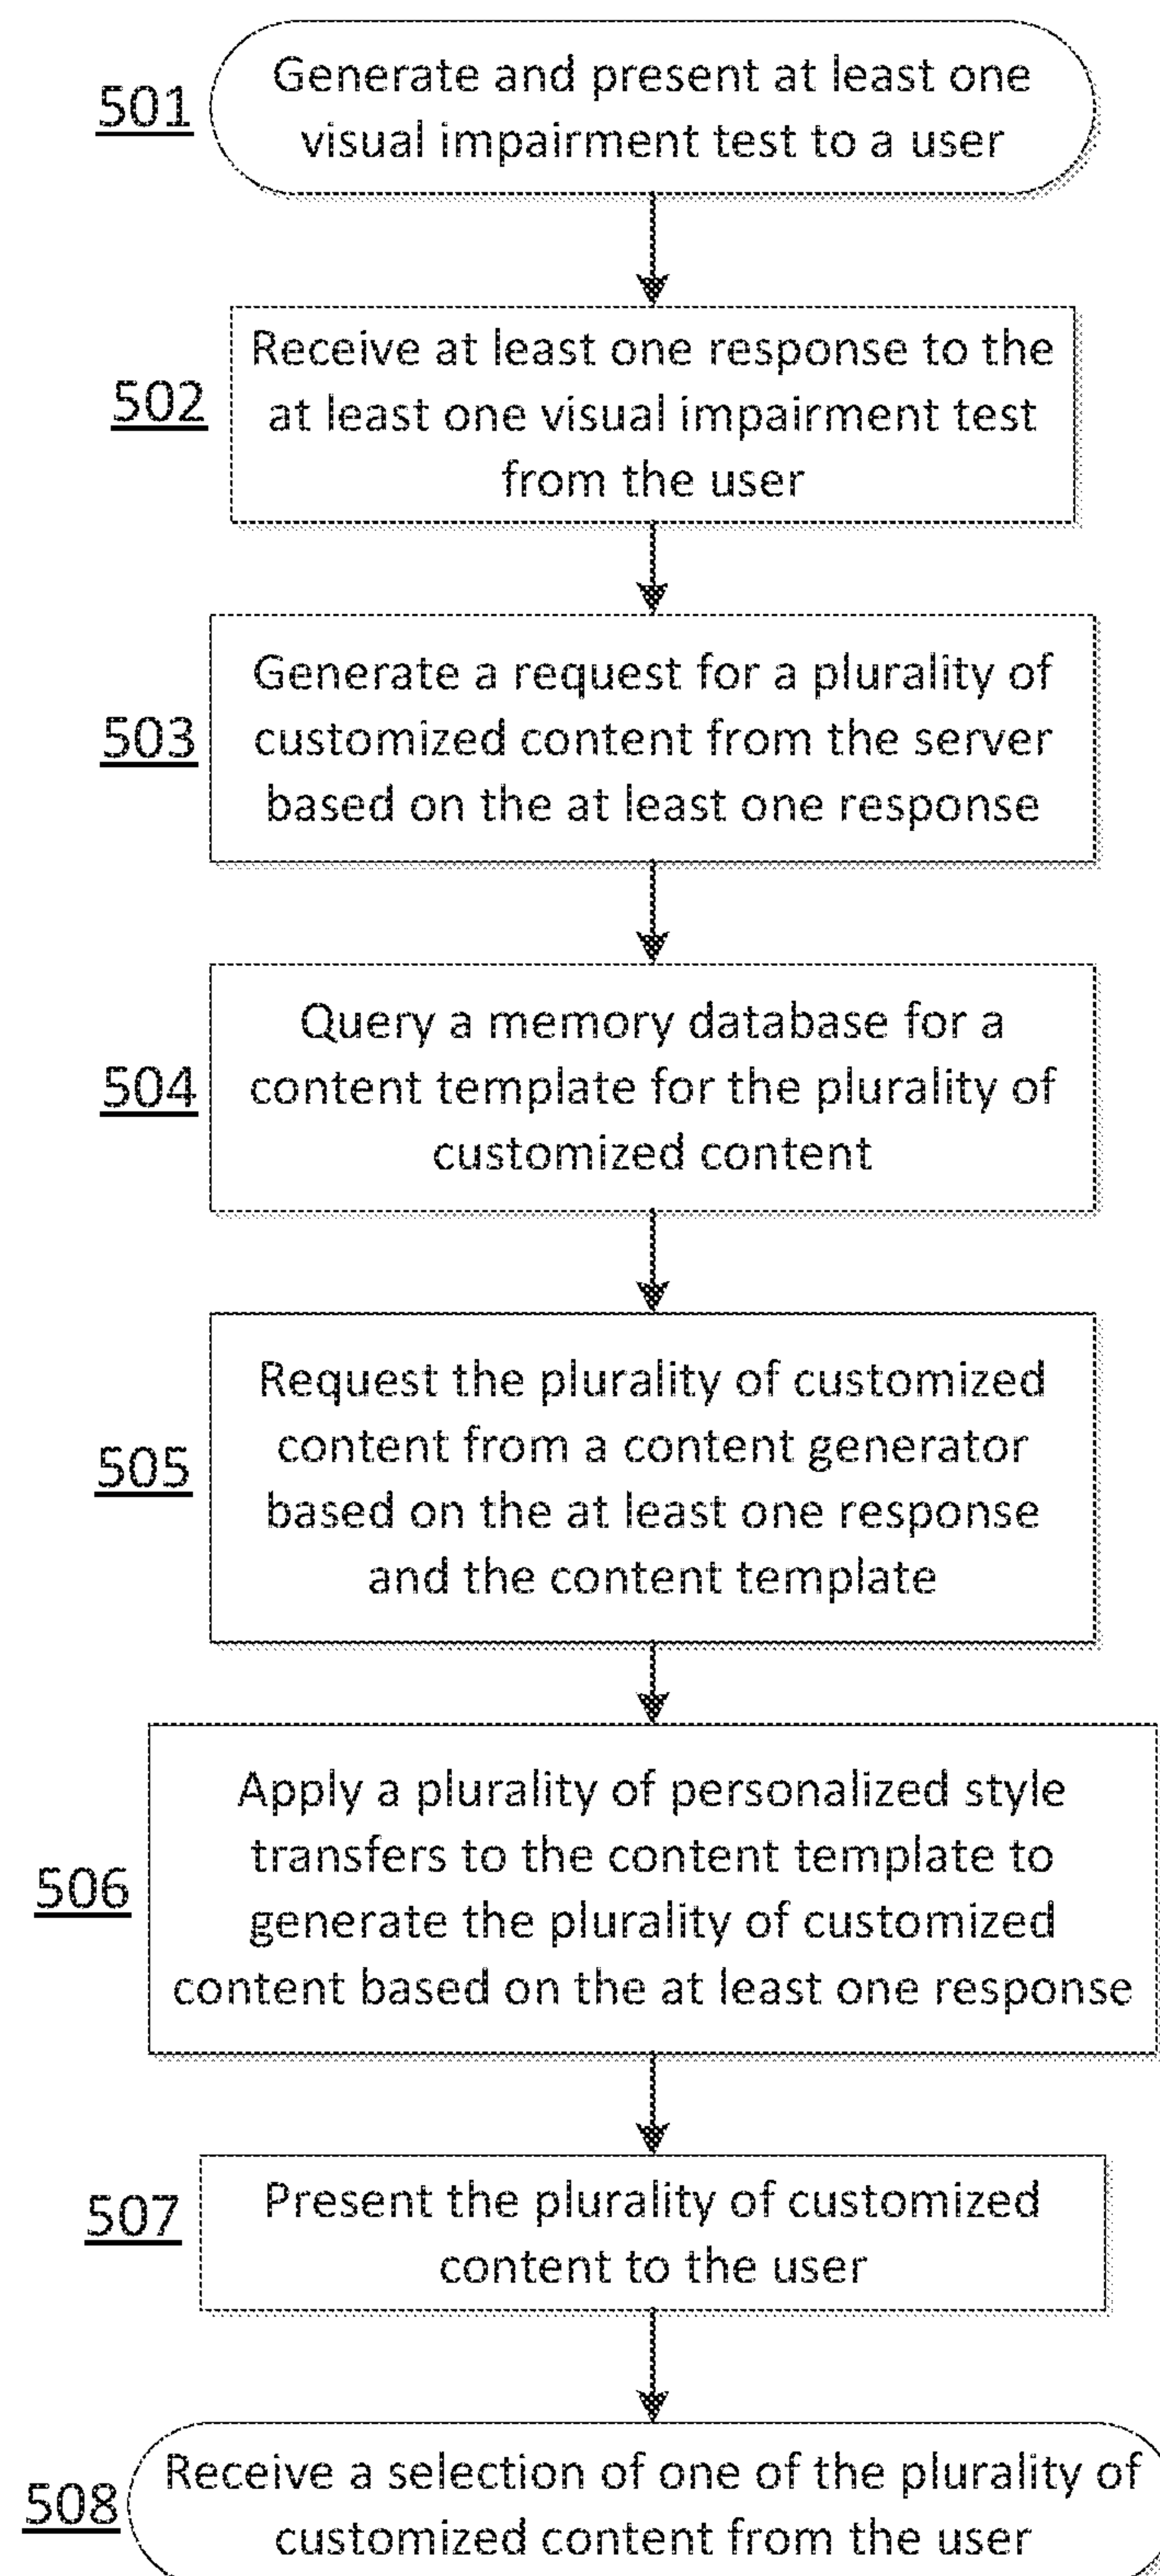 501
Generate and present at least one
visual impairment test to a user
502
Receive at least one response to the
at least one visual impairment test
from the user
503
Generate a request for a plurality of
customized content from the server
based on the at least one response
504
Query a memory database for a
content template for the plurality of
customized content
505
Request the plurality of customized
content from a content generator
based on the at least one response
and the content template
506
Apply a plurality of personalized style
transfers to the content template to
generate the plurality of customized
content based on the at least one response
507
Present the plurality of customized
content to the user
508
Receive a selection of one of the plurality of
customized content from the user